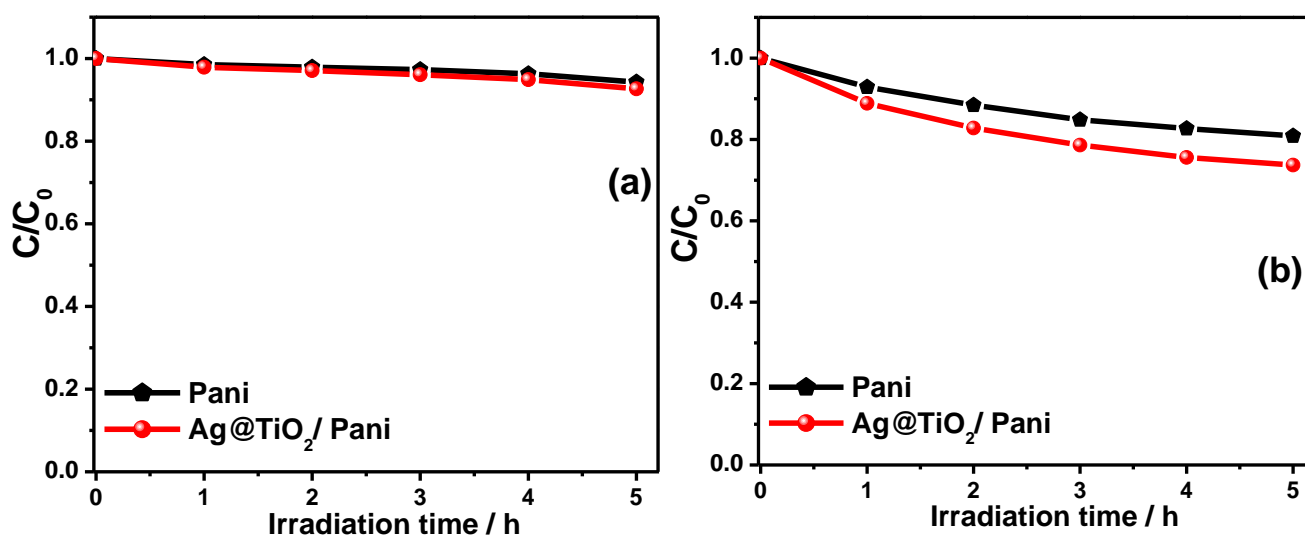 C/C0
1.0
0.8
0.6
0.4
0.2
0.0
(a)
Pani
Ag@TiO2/ Pani
0 1 2 3 4 5
Irradiation time / h
C/C0
1.0
0.8
0.6
0.4
0.2
0.0
(b)
Pani
Ag@TiO2/ Pani
0 1 2 3 4 5
Irradiation time / h